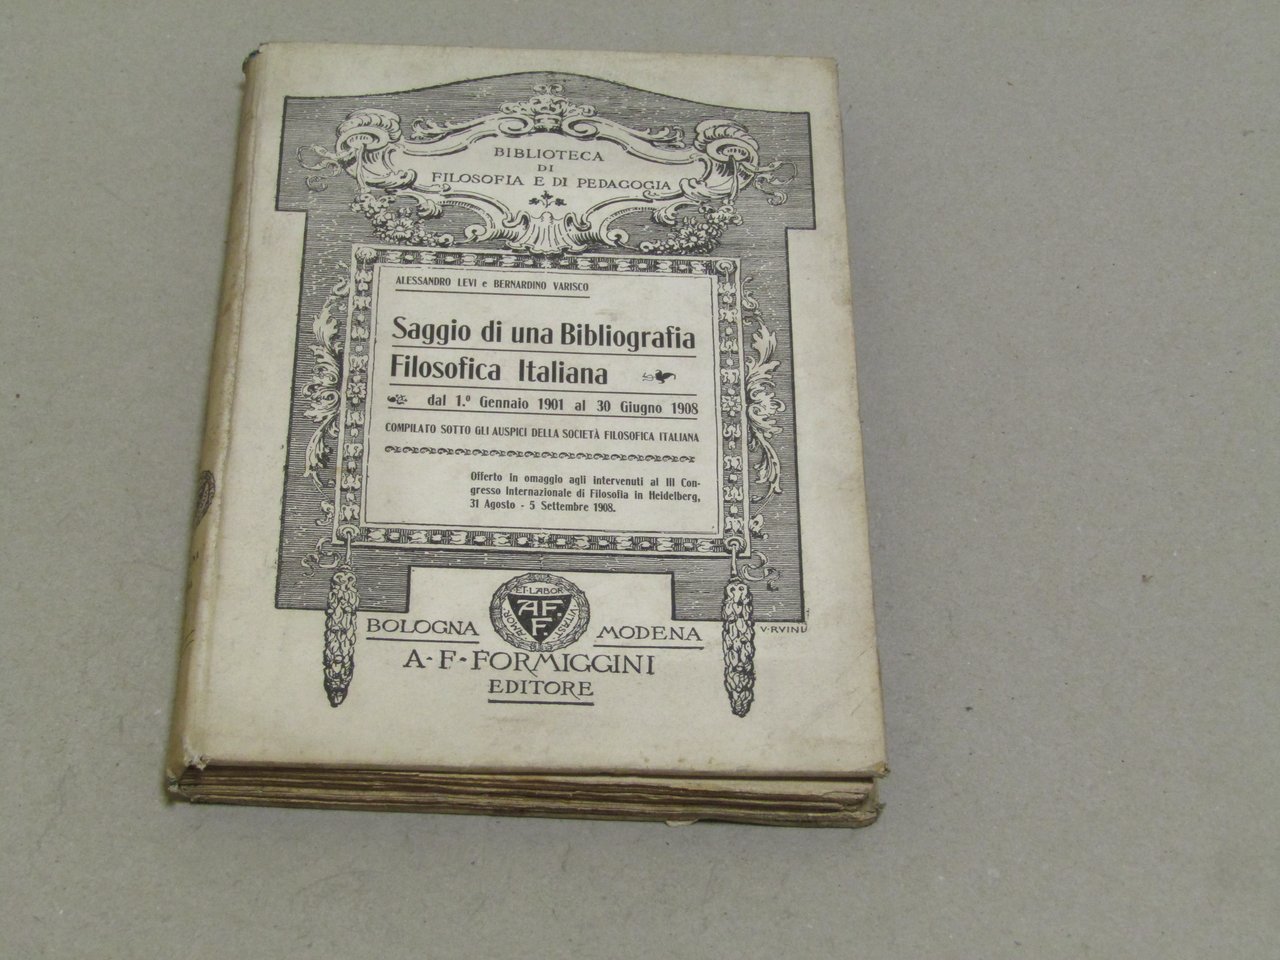 BIBLIOTECA
DI
FILOSOFIA E DI PEDAGOGIA
ALESSANDRO LEVI e BERNARDINO VARISCO
Saggio di una Bibliografia
Filosofica Italiana
dal 1.º Gennaio 1901 al 30 Giugno 1908
COMPILATO SOTTO GLI AUSPICI DELLA SOCIETÀ FILOSOFICA ITALIANA
Offerto in omaggio agli intervenuti al III Con-
gresso Internazionale di Filosofia in Heidelberg,
31 Agosto - 5 Settembre 1908.
AMOR ET LABOR VITAST
A F F
BOLOGNA MODENA
A·F·FORMIGGINI
EDITORE